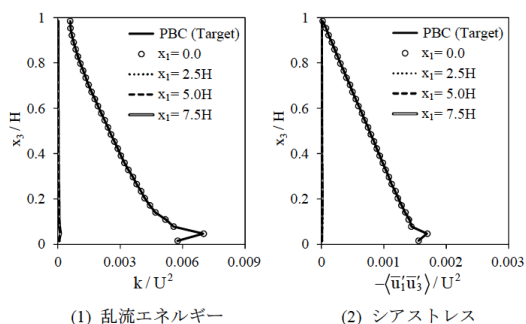 PBC (Target)
x₁= 0.0
x₁= 2.5H
x₁= 5.0H
x₁= 7.5H
1
0.8
0.6
0.4
0.2
0
x₃ / H
0 0.003 0.006 0.009
k / U²
(1) 乱流エネルギー
PBC (Target)
x₁= 0.0
x₁= 2.5H
x₁= 5.0H
x₁= 7.5H
1
0.8
0.6
0.4
0.2
0
x₃ / H
0 0.001 0.002 0.003
−⟨ū₁′ū₃′⟩/ U²
(2) シアストレス